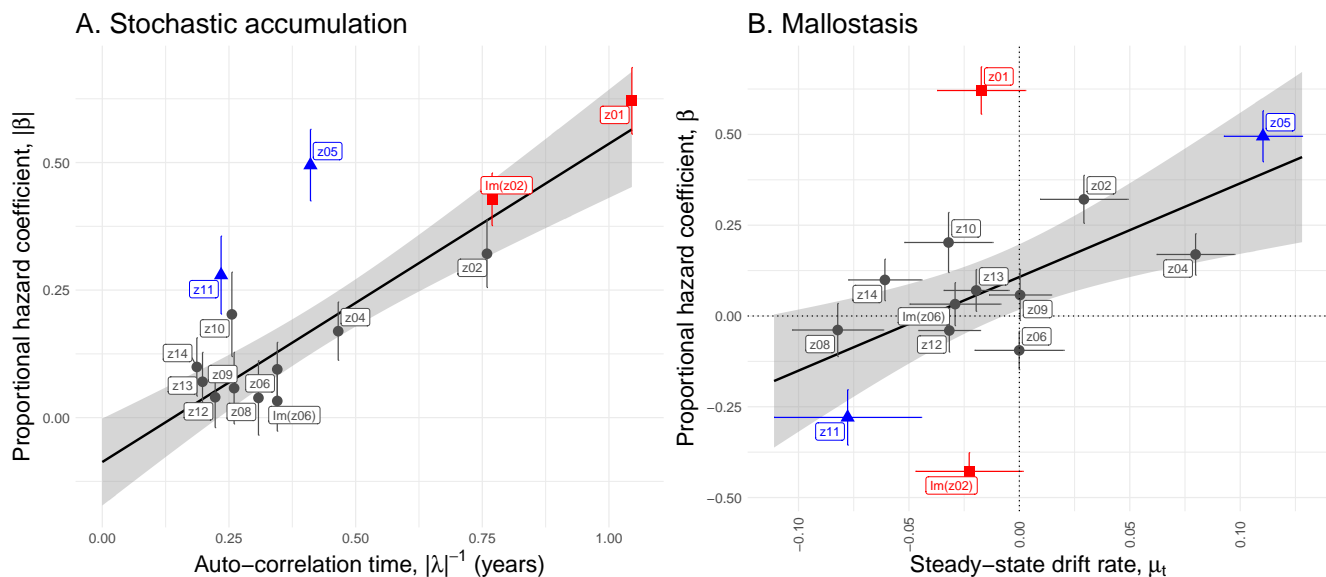 A. Stochastic accumulation
Proportional hazard coefficient, |β|
0.50
0.25
0.00
z01
z05
Im(z02)
z02
z11
z10
z04
z14
z09
z13
z06
z12
z08
Im(z06)
0.00 0.25 0.50 0.75 1.00
Auto−correlation time, |λ|⁻¹ (years)
B. Mallostasis
Proportional hazard coefficient, β
0.50
0.25
0.00
−0.25
−0.50
z01
z05
z02
z10
z04
z13
z14
z09
Im(z06)
z08
z12
z06
z11
Im(z02)
−0.10 −0.05 0.00 0.05 0.10
Steady−state drift rate, μt